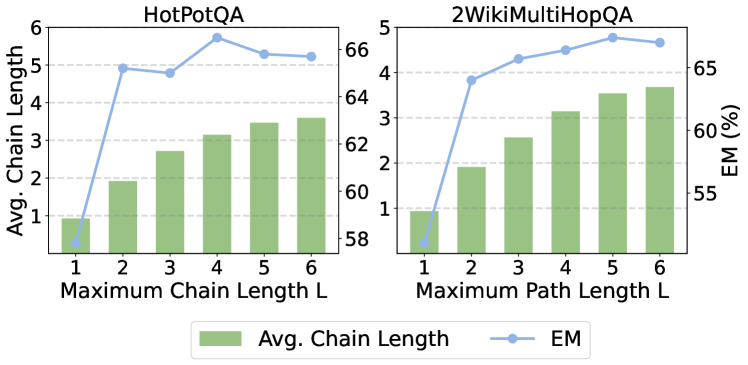 HotPotQA
2WikiMultiHopQA
Avg. Chain Length
6
5
4
3
2
1
66
64
62
60
58
1 2 3 4 5 6
Maximum Chain Length L
5
4
3
2
1
65
60
55
EM (%)
1 2 3 4 5 6
Maximum Path Length L
Avg. Chain Length
EM